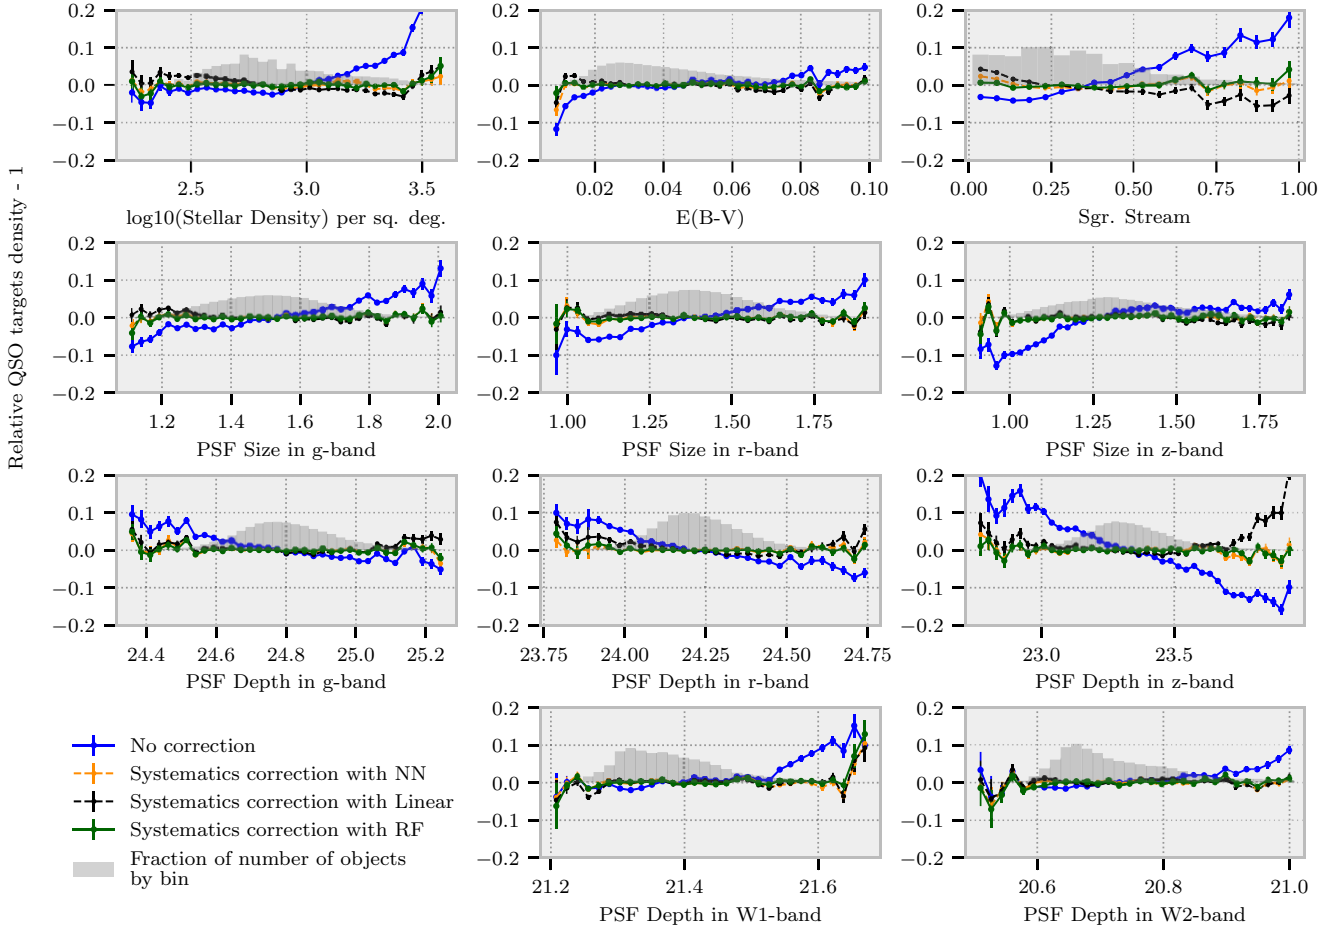 Relative QSO targets density - 1
0.2
0.1
0.0
−0.1
−0.2
2.5 3.0 3.5
log10(Stellar Density) per sq. deg.
0.2
0.1
0.0
−0.1
−0.2
0.02 0.04 0.06 0.08 0.10
E(B-V)
0.2
0.1
0.0
−0.1
−0.2
0.00 0.25 0.50 0.75 1.00
Sgr. Stream
0.2
0.1
0.0
−0.1
−0.2
1.2 1.4 1.6 1.8 2.0
PSF Size in g-band
0.2
0.1
0.0
−0.1
−0.2
1.00 1.25 1.50 1.75
PSF Size in r-band
0.2
0.1
0.0
−0.1
−0.2
1.00 1.25 1.50 1.75
PSF Size in z-band
0.2
0.1
0.0
−0.1
−0.2
24.4 24.6 24.8 25.0 25.2
PSF Depth in g-band
0.2
0.1
0.0
−0.1
−0.2
23.75 24.00 24.25 24.50 24.75
PSF Depth in r-band
0.2
0.1
0.0
−0.1
−0.2
23.0 23.5
PSF Depth in z-band
No correction
Systematics correction with NN
Systematics correction with Linear
Systematics correction with RF
Fraction of number of objects
by bin
0.2
0.1
0.0
−0.1
−0.2
21.2 21.4 21.6
PSF Depth in W1-band
0.2
0.1
0.0
−0.1
−0.2
20.6 20.8 21.0
PSF Depth in W2-band